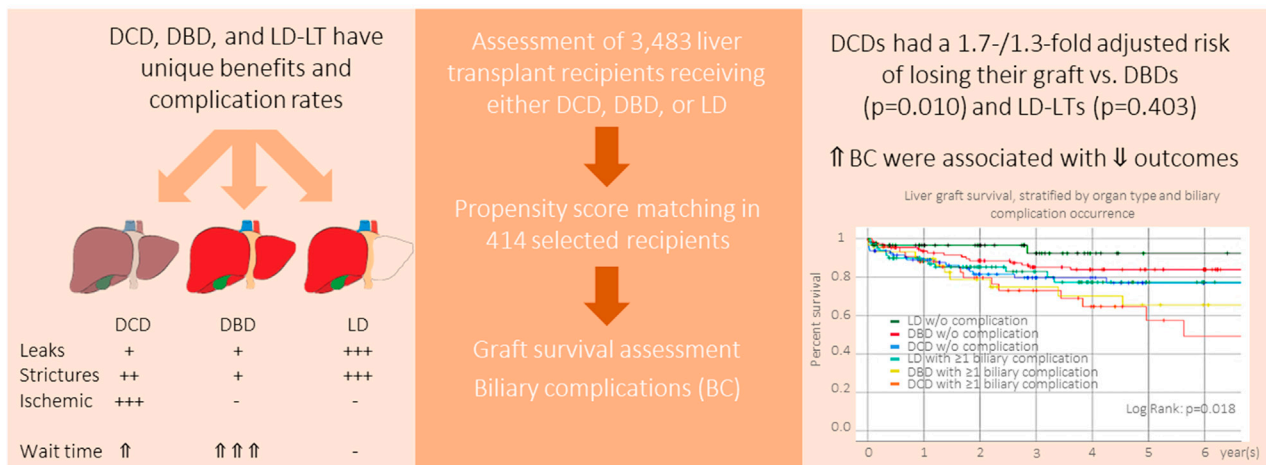 DCD, DBD, and LD-LT have
unique benefits and
complication rates
DCD DBD LD
Leaks + + +++
Strictures ++ + +++
Ischemic +++ - -
Wait time ⇑ ⇑⇑⇑ -
Assessment of 3,483 liver
transplant recipients receiving
either DCD, DBD, or LD
Propensity score matching in
414 selected recipients
Graft survival assessment
Biliary complications (BC)
DCDs had a 1.7-/1.3-fold adjusted risk
of losing their graft vs. DBDs
(p=0.010) and LD-LTs (p=0.403)
⇑ BC were associated with ⇓ outcomes
Liver graft survival, stratified by organ type and biliary
complication occurrence
Percent survival
1
0.8
0.6
0.4
0.2
0.0
LD w/o complication
DBD w/o complication
DCD w/o complication
LD with ≥1 biliary complication
DBD with ≥1 biliary complication
DCD with ≥1 biliary complication
Log Rank: p=0.018
0 1 2 3 4 5 6 year(s)